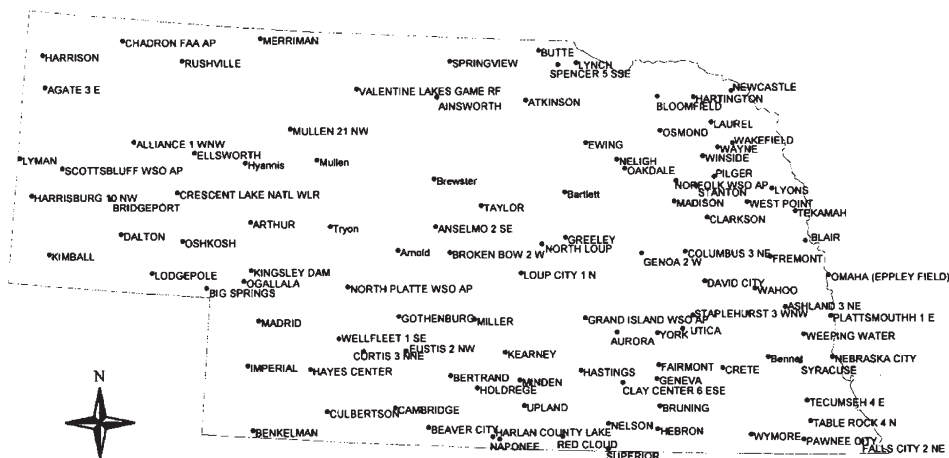 CHADRON FAA AP
MERRIMAN
HARRISON
RUSHVILLE
SPRINGVIEW
BUTTE
LYNCH
SPENCER 5 SSE
AGATE 3 E
VALENTINE LAKES GAME RF
AINSWORTH
ATKINSON
NEWCASTLE
BLOOMFIELD
HARTINGTON
MULLEN 21 NW
OSMOND
LAUREL
ALLIANCE 1 WNW
ELLSWORTH
EWING
WAKEFIELD
WAYNE
WINSIDE
LYMAN
SCOTTSBLUFF WSO AP
Hyannis
Mullen
NELIGH
OAKDALE
PILGER
Brewster
NORFOLK WSO AP
STANTON
LYONS
HARRISBURG 10 NW
BRIDGEPORT
CRESCENT LAKE NATL WLR
Bartlett
MADISON
WEST POINT
TAYLOR
CLARKSON
TEKAMAH
DALTON
ARTHUR
Tryon
ANSELMO 2 SE
GREELEY
OSHKOSH
NORTH LOUP
BLAIR
KIMBALL
Arnold
BROKEN BOW 2 W
GENOA 2 W
COLUMBUS 3 NE
FREMONT
LODGEPOLE
KINGSLEY DAM
OGALLALA
LOUP CITY 1 N
OMAHA (EPPLEY FIELD)
BIG SPRINGS
NORTH PLATTE WSO AP
DAVID CITY
WAHOO
ASHLAND 3 NE
MADRID
GOTHENBURG
MILLER
GRAND ISLAND WSO AP
STAPLEHURST 3 WNW
PLATTSMOUTHH 1 E
WELLFLEET 1 SE
AURORA
YORK
UTICA
WEEPING WATER
CURTIS 3 NNE
EUSTIS 2 NW
KEARNEY
Bennet
NEBRASKA CITY
SYRACUSE
IMPERIAL
HAYES CENTER
BERTRAND
HOLDREGE
MINDEN
HASTINGS
FAIRMONT
CRETE
GENEVA
CLAY CENTER 6 ESE
N
CULBERTSON
CAMBRIDGE
UPLAND
BRUNING
TECUMSEH 4 E
BENKELMAN
BEAVER CITY
NELSON
HEBRON
TABLE ROCK 4 N
HARLAN COUNTY LAKE
NAPONEE
RED CLOUD
WYMORE
PAWNEE CITY
SUPERIOR
FALLS CITY 2 NE